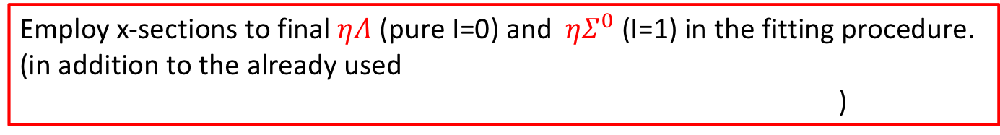 Employ x-sections to final ηΛ (pure I=0) and ηΣ⁰ (I=1) in the fitting procedure.
(in addition to the already used
)